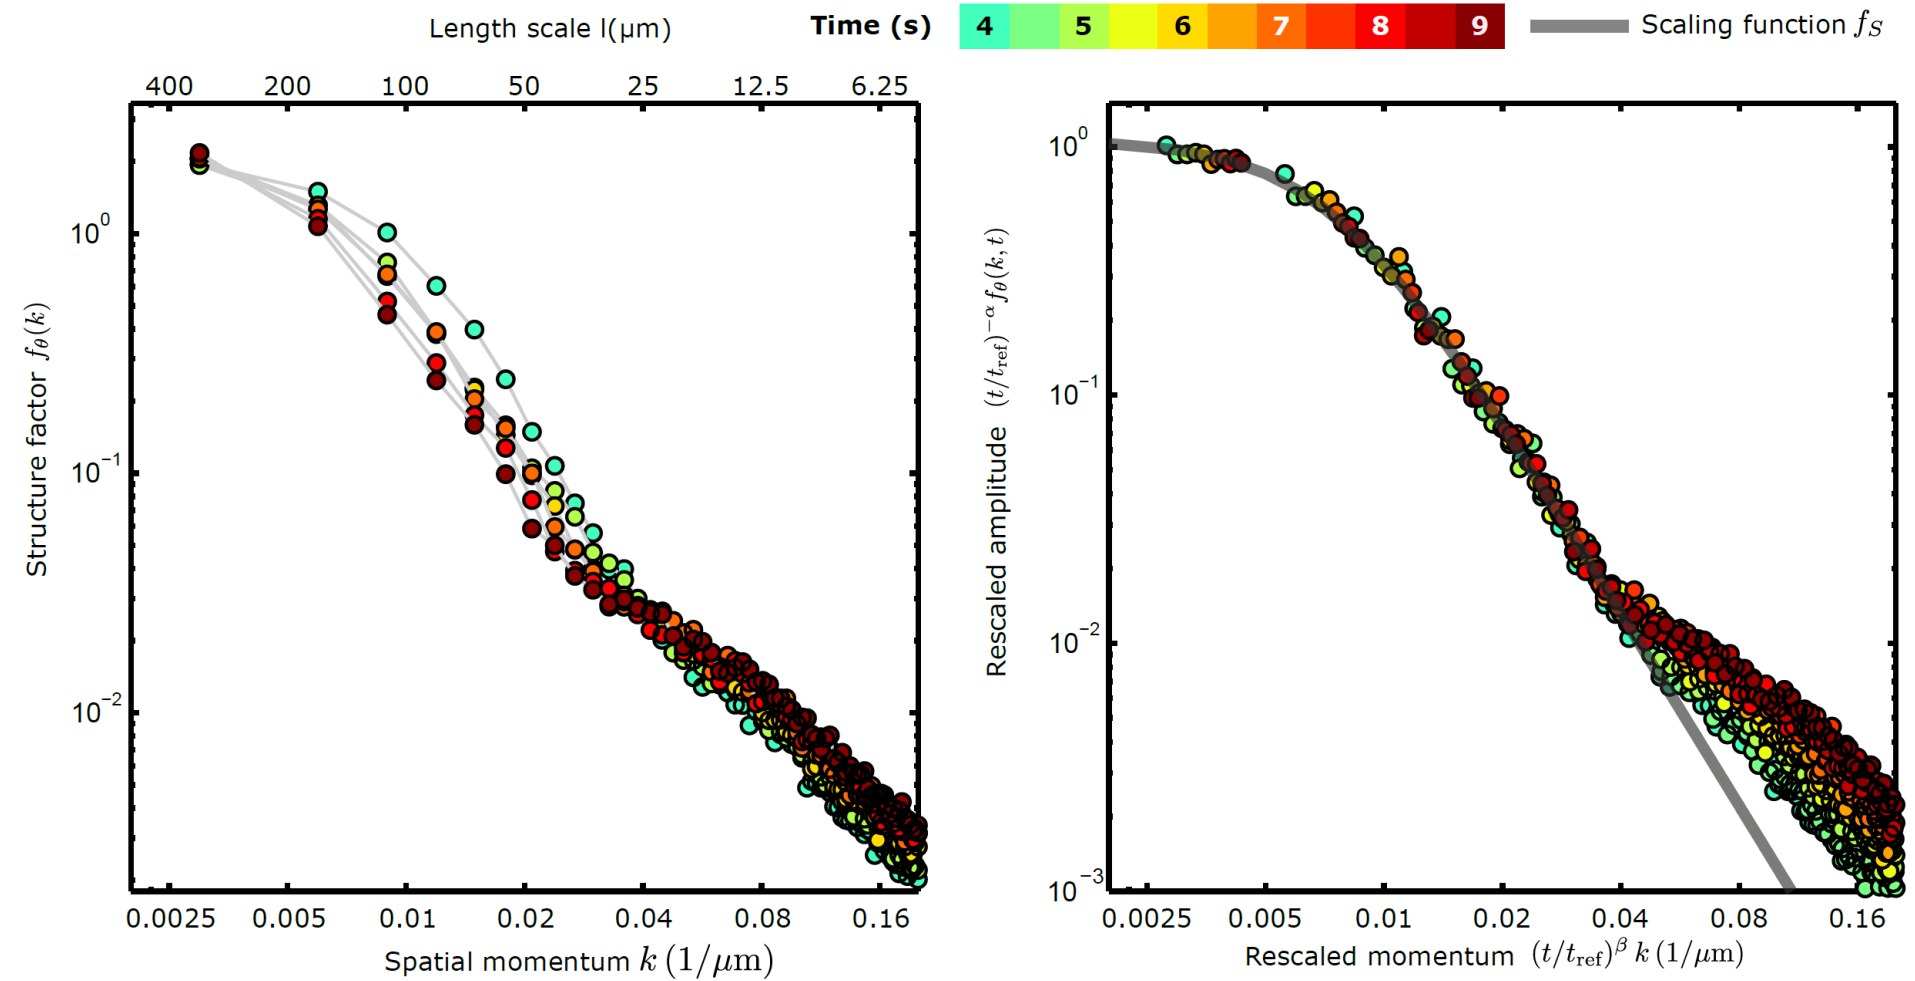 Length scale l(μm)
Time (s) 4 5 6 7 8 9
Scaling function f_S
400 200 100 50 25 12.5 6.25
Structure factor f_θ(k)
10^0
10^−1
10^−2
0.0025 0.005 0.01 0.02 0.04 0.08 0.16
Spatial momentum k (1/μm)
Rescaled amplitude (t/t_ref)^−α f_θ(k, t)
10^0
10^−1
10^−2
10^−3
0.0025 0.005 0.01 0.02 0.04 0.08 0.16
Rescaled momentum (t/t_ref)^β k (1/μm)